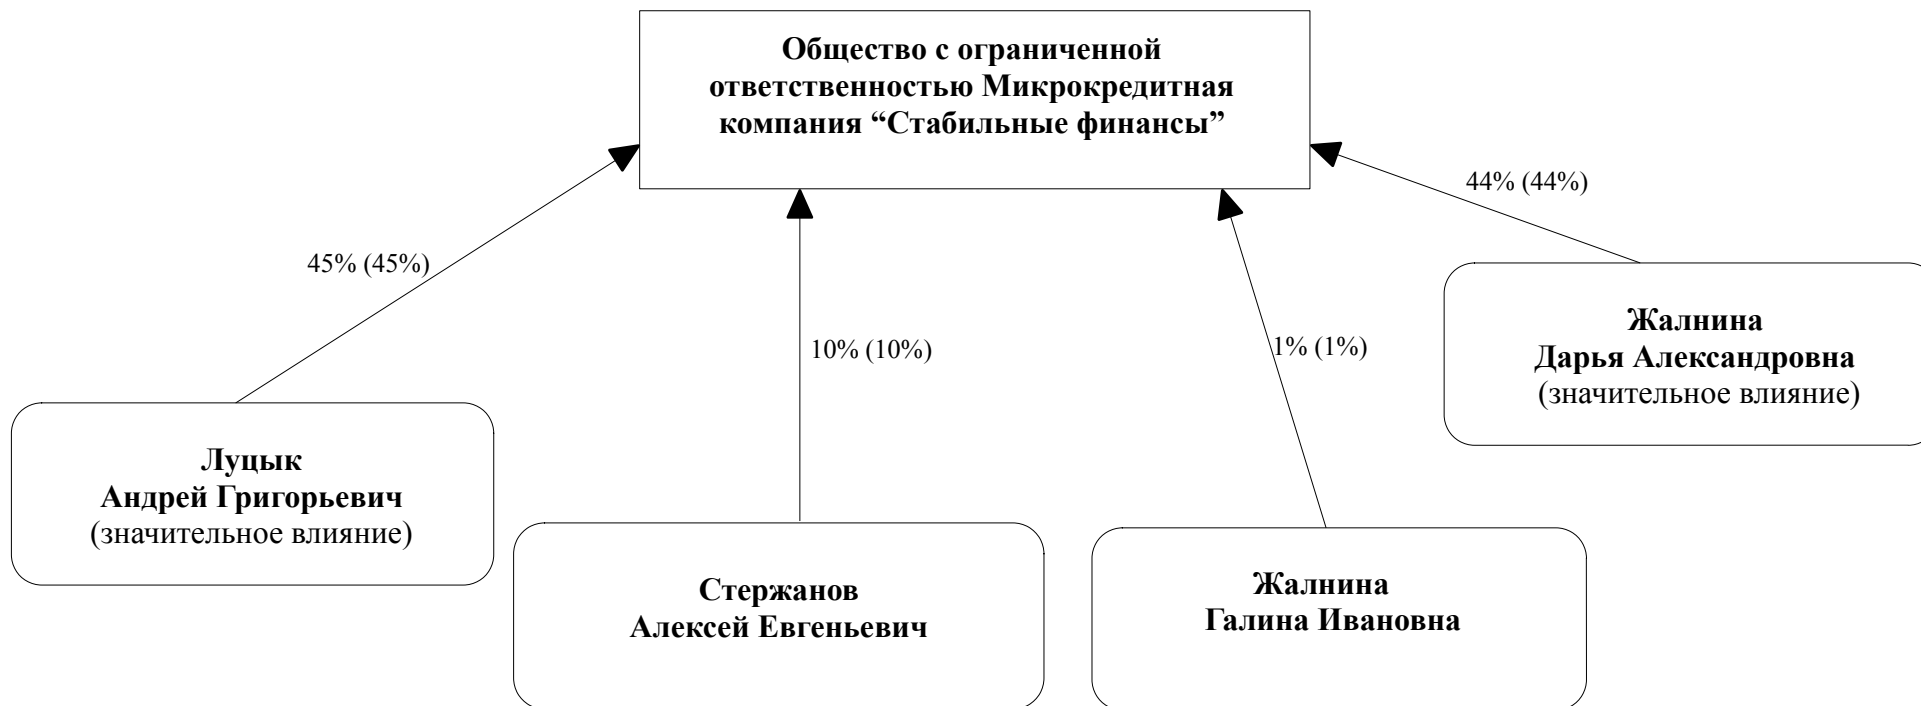 Общество с ограниченной
ответственностью Микрокредитная
компания “Стабильные финансы”
44% (44%)
45% (45%)
10% (10%)
1% (1%)
Жалнина
Дарья Александровна
(значительное влияние)
Луцык
Андрей Григорьевич
(значительное влияние)
Стержанов
Алексей Евгеньевич
Жалнина
Галина Ивановна